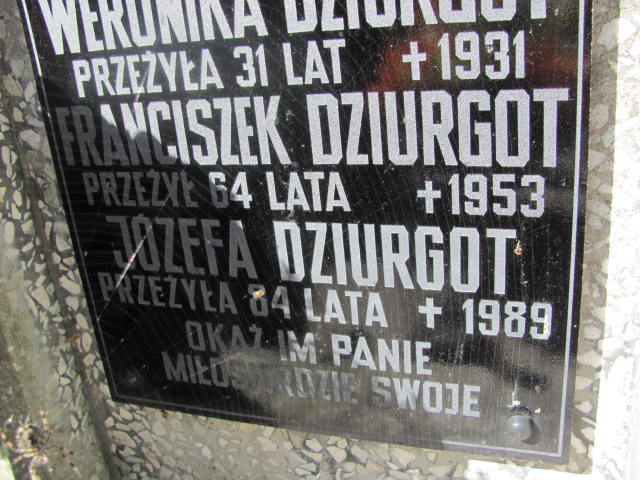 WERONIKA DZIURGOT
PRZEŻYŁA 31 LAT +1931
FRANCISZEK DZIURGOT
PRZEŻYŁ 64 LATA +1953
JÓZEFA DZIURGOT
PRZEŻYŁA 84 LATA + 1989
OKAŻ IM PANIE
MIŁOSIERDZIE SWOJE